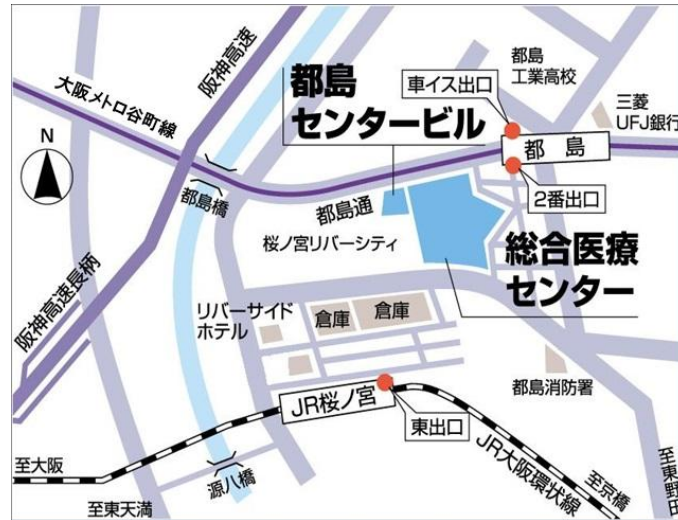 阪神高速
大阪メトロ谷町線
都島
センタービル
車イス出口
都島
工業高校
三菱
UFJ銀行
都島
2番出口
N
都島橋
都島通
桜ノ宮リバーシティ
総合医療
センター
阪神高速長柄
リバーサイド
ホテル
倉庫
倉庫
都島消防署
JR桜ノ宮
東出口
JR大阪環状線
至大阪
源八橋
至東天満
至京橋
至東野田